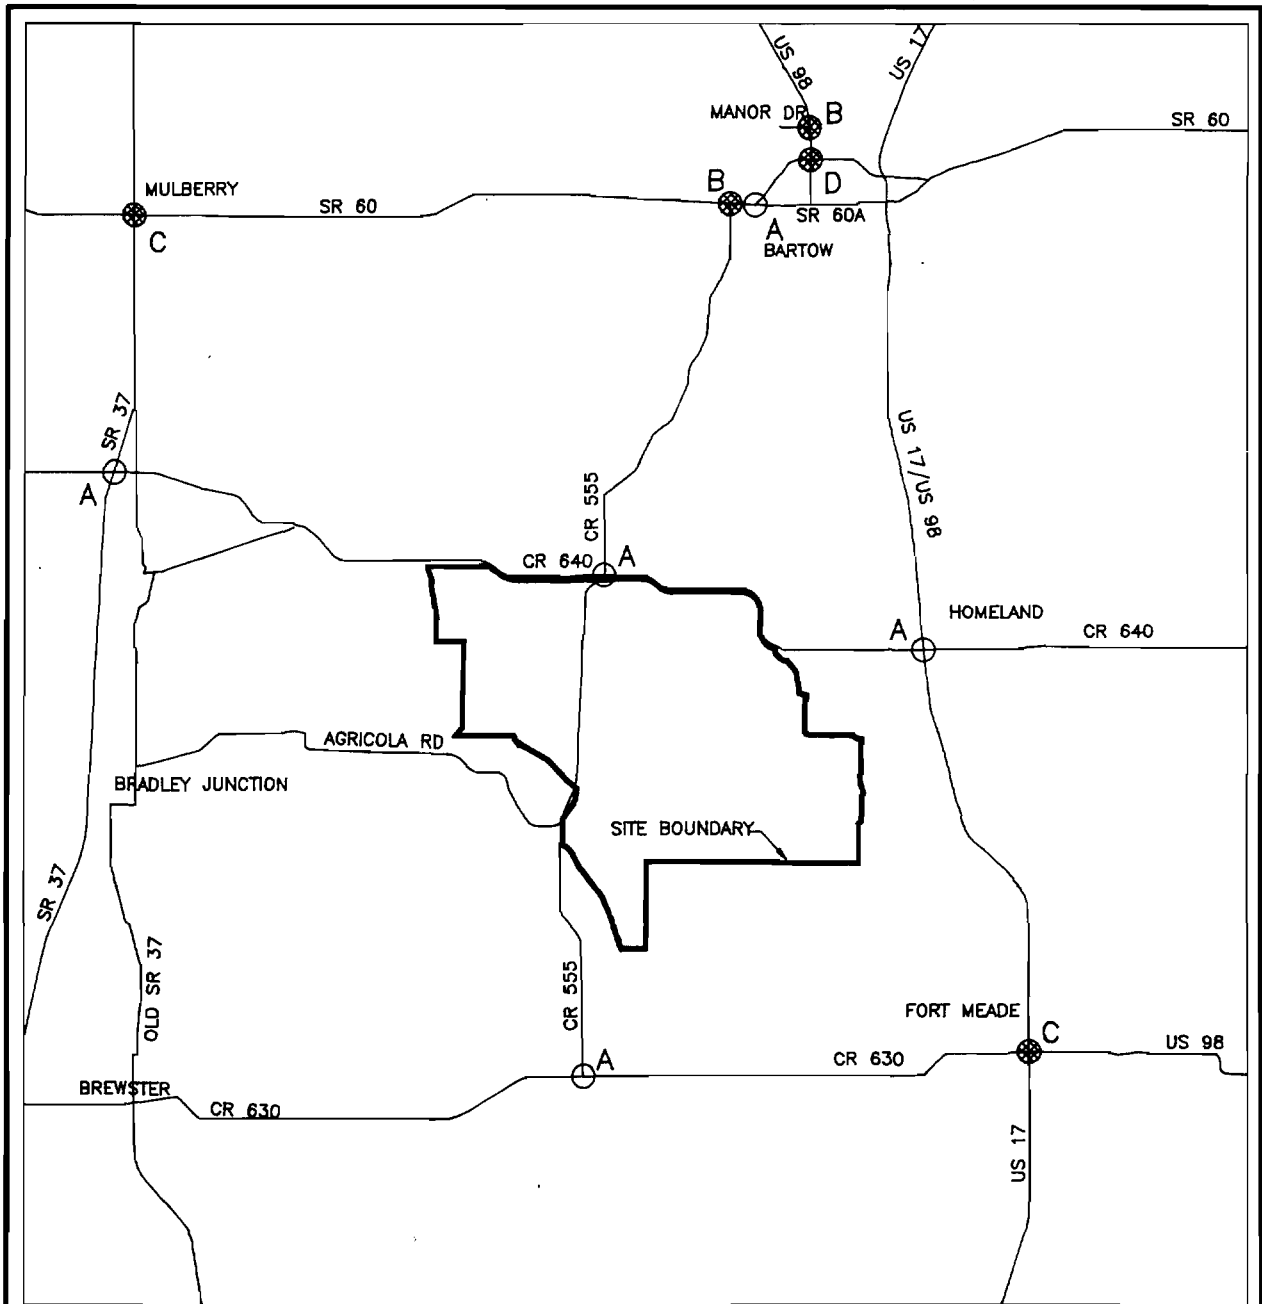 US 98
US 17
MANOR DR
B
SR 60
MULBERRY
B
D
SR 60
SR 60A
C
A
BARTOW
SR 37
US 17/US 98
A
CR 555
CR 640
A
HOMELAND
A
CR 640
AGRICOLA RD
BRADLEY JUNCTION
SITE BOUNDARY
SR 37
OLD SR 37
CR 555
FORT MEADE
C
US 98
A
CR 630
BREWSTER
CR 630
US 17